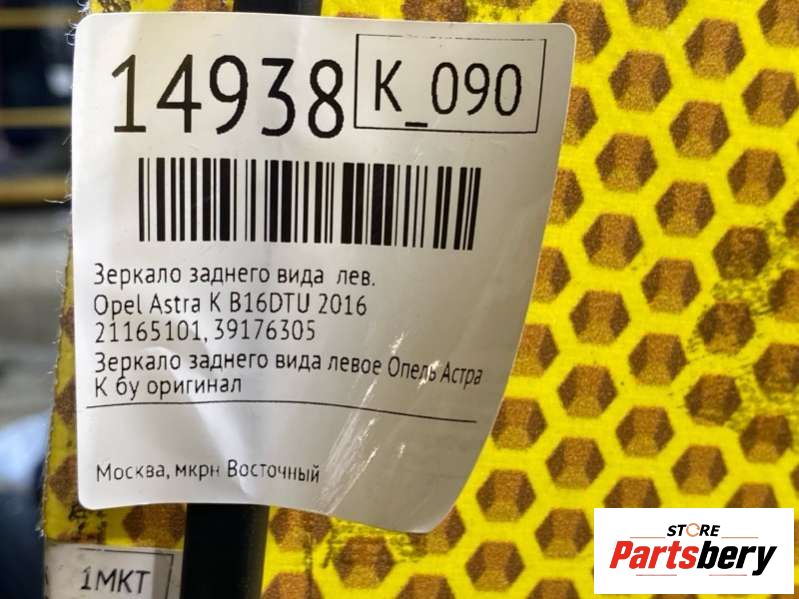 14938
K_090
Зеркало заднего вида лев.
Opel Astra K B16DTU 2016
21165101, 39176305
Зеркало заднего вида левое Опель Астра
К бу оригинал
Москва, мкрн Восточный
1МКТ
STORE
Partsbery